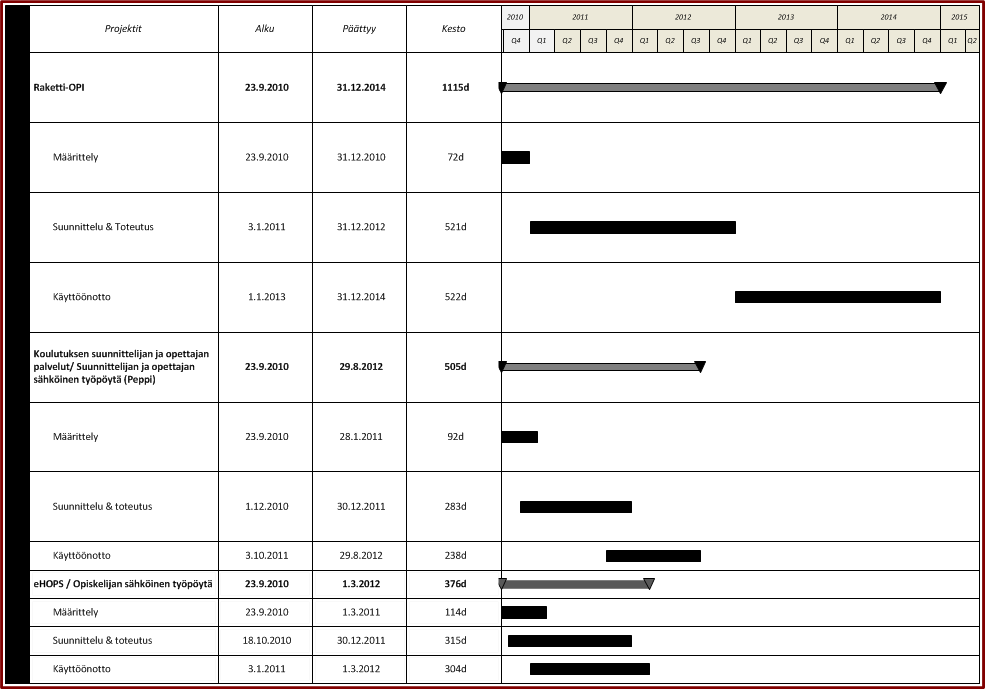 Projektit Alku Päättyy Kesto 2010 2011 2012 2013 2014 2015
Q4 Q1 Q2 Q3 Q4 Q1 Q2 Q3 Q4 Q1 Q2 Q3 Q4 Q1 Q2 Q3 Q4 Q1 Q2
Raketti-OPI 23.9.2010 31.12.2014 1115d
Määrittely 23.9.2010 31.12.2010 72d
Suunnittelu & Toteutus 3.1.2011 31.12.2012 521d
Käyttöönotto 1.1.2013 31.12.2014 522d
Koulutuksen suunnittelijan ja opettajan
palvelut/ Suunnittelijan ja opettajan 23.9.2010 29.8.2012 505d
sähköinen työpöytä (Peppi)
Määrittely 23.9.2010 28.1.2011 92d
Suunnittelu & toteutus 1.12.2010 30.12.2011 283d
Käyttöönotto 3.10.2011 29.8.2012 238d
eHOPS / Opiskelijan sähköinen työpöytä 23.9.2010 1.3.2012 376d
Määrittely 23.9.2010 1.3.2011 114d
Suunnittelu & toteutus 18.10.2010 30.12.2011 315d
Käyttöönotto 3.1.2011 1.3.2012 304d